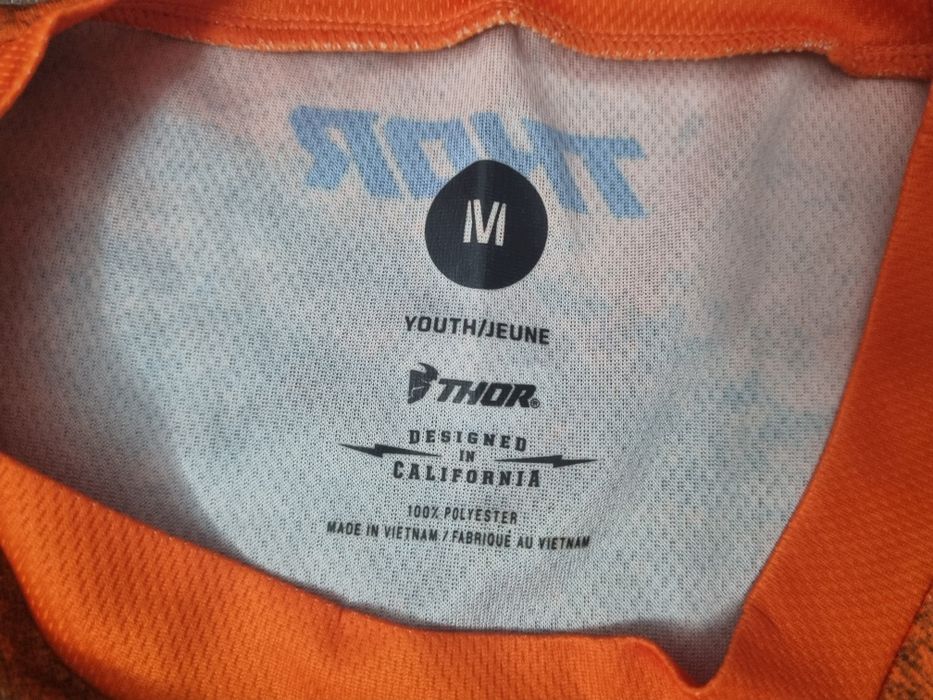 THOR
M
YOUTH/JEUNE
THOR®
DESIGNED
IN
CALIFORNIA
100% POLYESTER
MADE IN VIETNAM / FABRIQUÉ AU VIETNAM